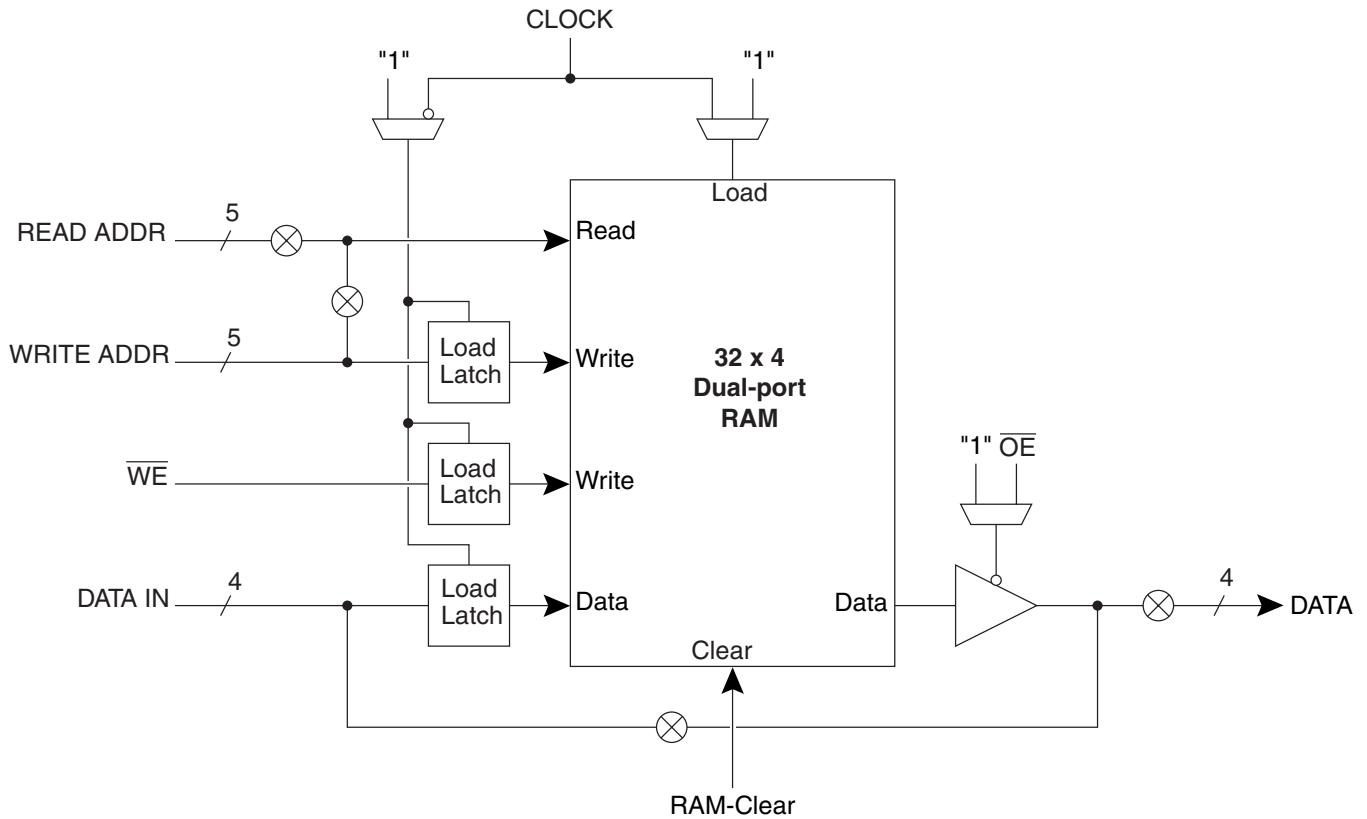 CLOCK
"1"
"1"
Load
READ ADDR
5
Read
WRITE ADDR
5
Load
Latch
Write
32 x 4
Dual-port
RAM
WE
Load
Latch
Write
"1" OE
DATA IN
4
Load
Latch
Data
Data
4
DATA
Clear
RAM-Clear